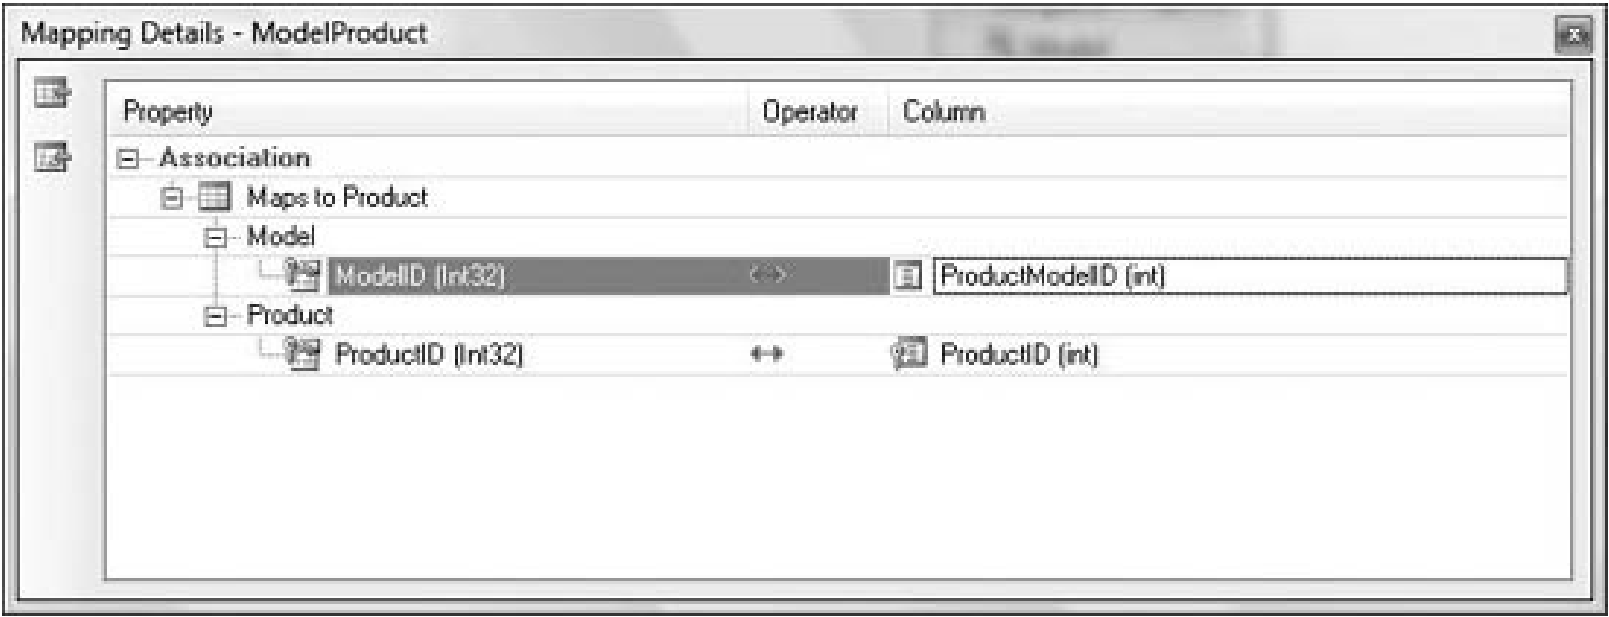 Mapping Details - ModelProduct
Property Operator Column
Association
Maps to Product
Model
ModelID (Int32) ProductModelID (int)
Product
ProductID (Int32) ProductID (int)